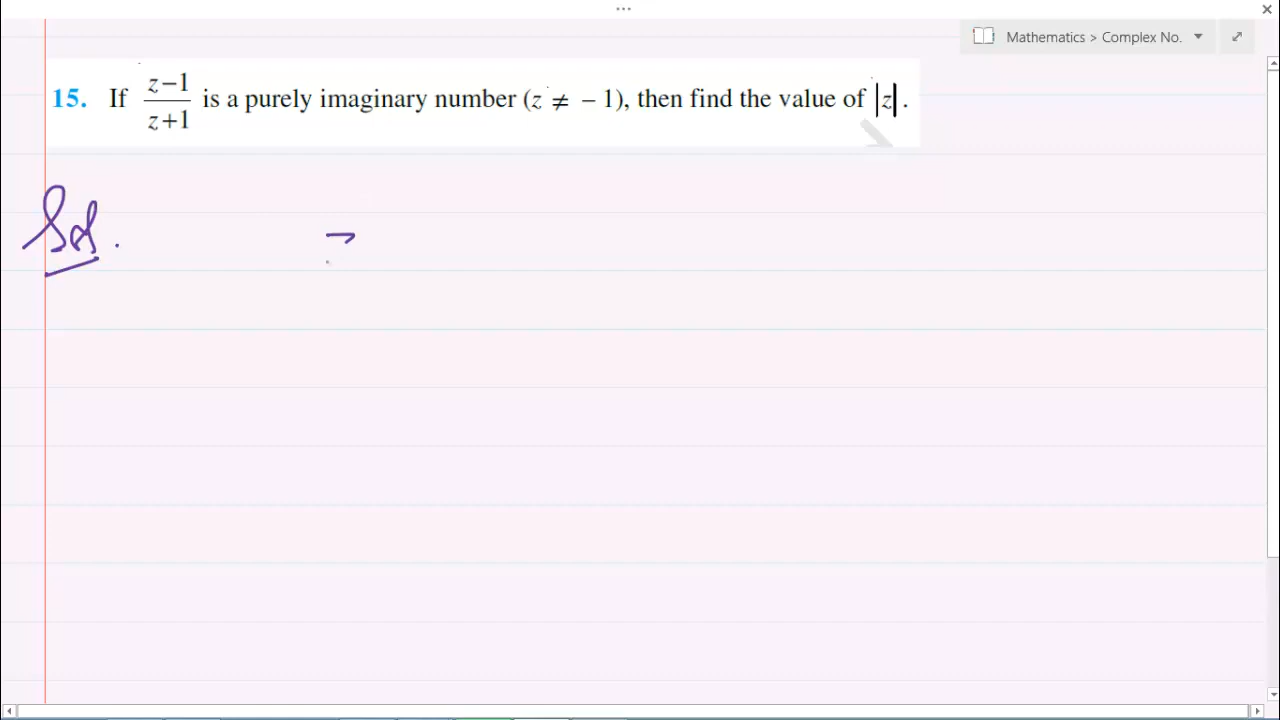 Mathematics > Complex No.
15. If (z−1)/(z+1) is a purely imaginary number (z ≠ – 1), then find the value of |z|.
Sol.